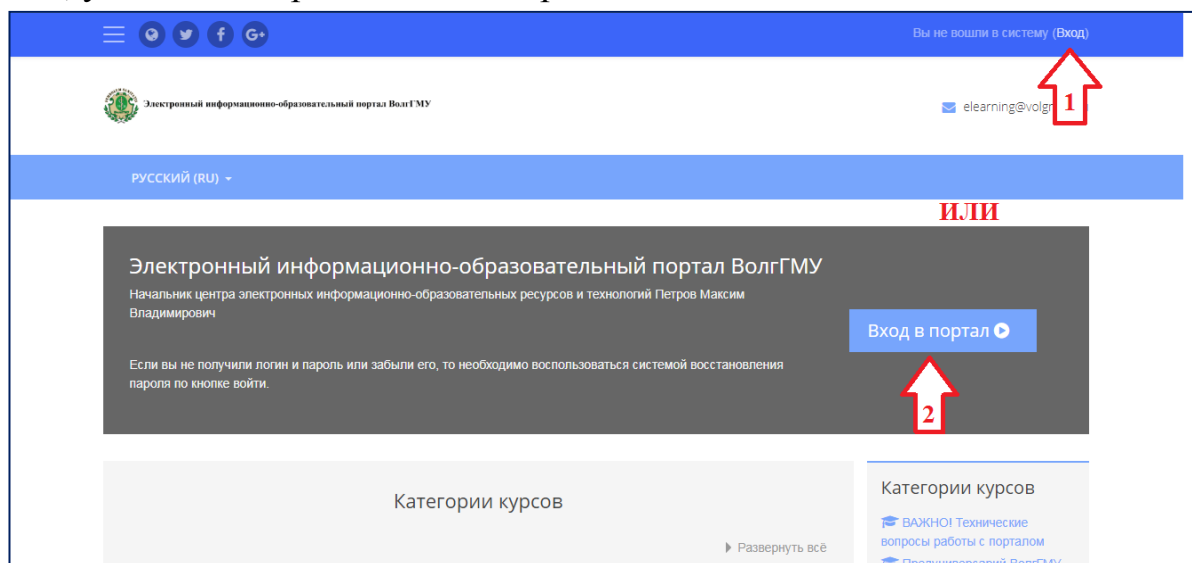 Вы не вошли в систему (Вход)
1
Электронный информационно-образовательный портал ВолгГМУ
elearning@volgm
РУССКИЙ (RU)
ИЛИ
Электронный информационно-образовательный портал ВолгГМУ
Начальник центра электронных информационно-образовательных ресурсов и технологий Петров Максим
Владимирович
Вход в портал
Если вы не получили логин и пароль или забыли его, то необходимо воспользоваться системой восстановления
пароля по кнопке войти.
2
Категории курсов
Развернуть всё
Категории курсов
ВАЖНО! Технические
вопросы работы с порталом